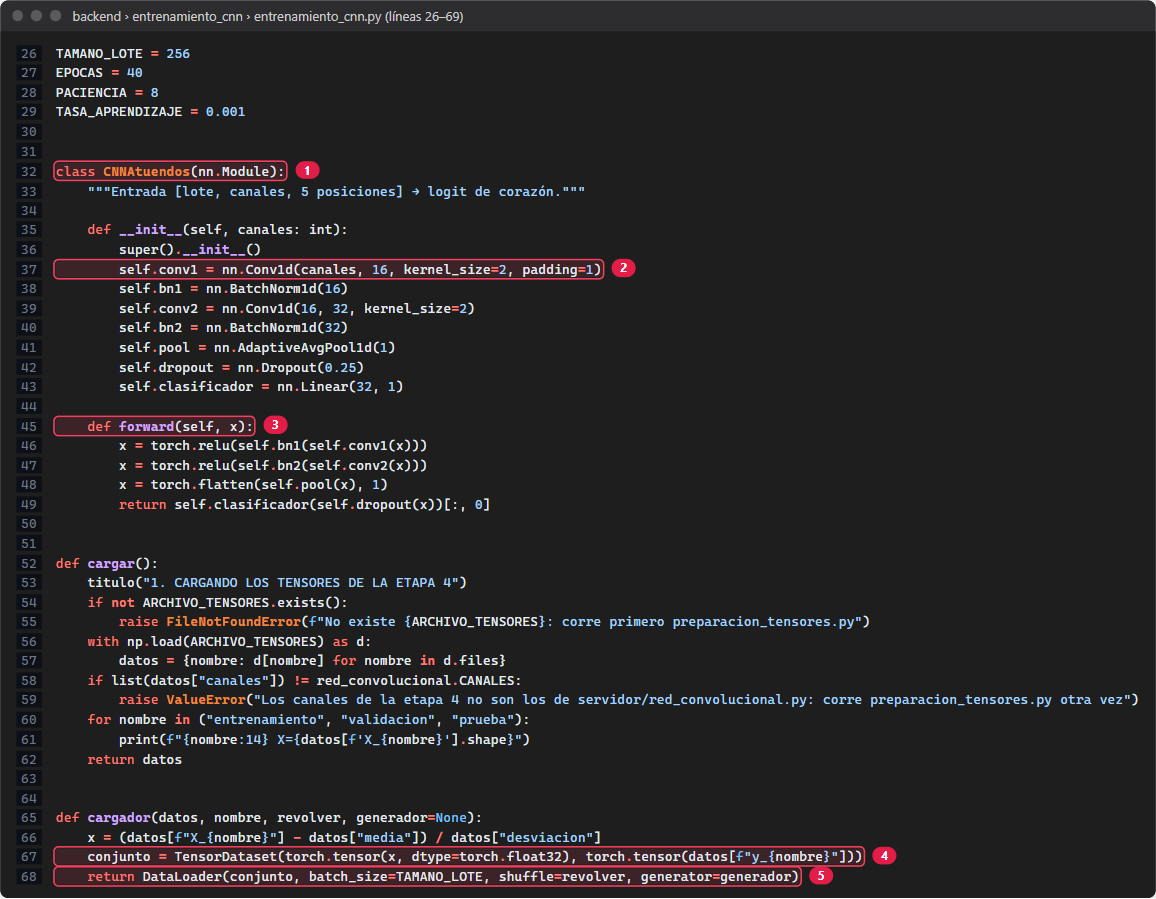 backend › entrenamiento_cnn › entrenamiento_cnn.py (líneas 26–69)
26 TAMANO_LOTE = 256
27 EPOCAS = 40
28 PACIENCIA = 8
29 TASA_APRENDIZAJE = 0.001
30
31
32 class CNNAtuendos(nn.Module): 1
33     """Entrada [lote, canales, 5 posiciones] → logit de corazón."""
34
35     def __init__(self, canales: int):
36         super().__init__()
37         self.conv1 = nn.Conv1d(canales, 16, kernel_size=2, padding=1) 2
38         self.bn1 = nn.BatchNorm1d(16)
39         self.conv2 = nn.Conv1d(16, 32, kernel_size=2)
40         self.bn2 = nn.BatchNorm1d(32)
41         self.pool = nn.AdaptiveAvgPool1d(1)
42         self.dropout = nn.Dropout(0.25)
43         self.clasificador = nn.Linear(32, 1)
44
45     def forward(self, x): 3
46         x = torch.relu(self.bn1(self.conv1(x)))
47         x = torch.relu(self.bn2(self.conv2(x)))
48         x = torch.flatten(self.pool(x), 1)
49         return self.clasificador(self.dropout(x))[:, 0]
50
51
52 def cargar():
53     titulo("1. CARGANDO LOS TENSORES DE LA ETAPA 4")
54     if not ARCHIVO_TENSORES.exists():
55         raise FileNotFoundError(f"No existe {ARCHIVO_TENSORES}: corre primero preparacion_tensores.py")
56     with np.load(ARCHIVO_TENSORES) as d:
57         datos = {nombre: d[nombre] for nombre in d.files}
58     if list(datos["canales"]) != red_convolucional.CANALES:
59         raise ValueError("Los canales de la etapa 4 no son los de servidor/red_convolucional.py: corre preparacion_tensores.py otra vez")
60     for nombre in ("entrenamiento", "validacion", "prueba"):
61         print(f"{nombre:14} X={datos[f'X_{nombre}'].shape}")
62     return datos
63
64
65 def cargador(datos, nombre, revolver, generador=None):
66     x = (datos[f"X_{nombre}"] - datos["media"]) / datos["desviacion"]
67     conjunto = TensorDataset(torch.tensor(x, dtype=torch.float32), torch.tensor(datos[f"y_{nombre}"])) 4
68     return DataLoader(conjunto, batch_size=TAMANO_LOTE, shuffle=revolver, generator=generador) 5